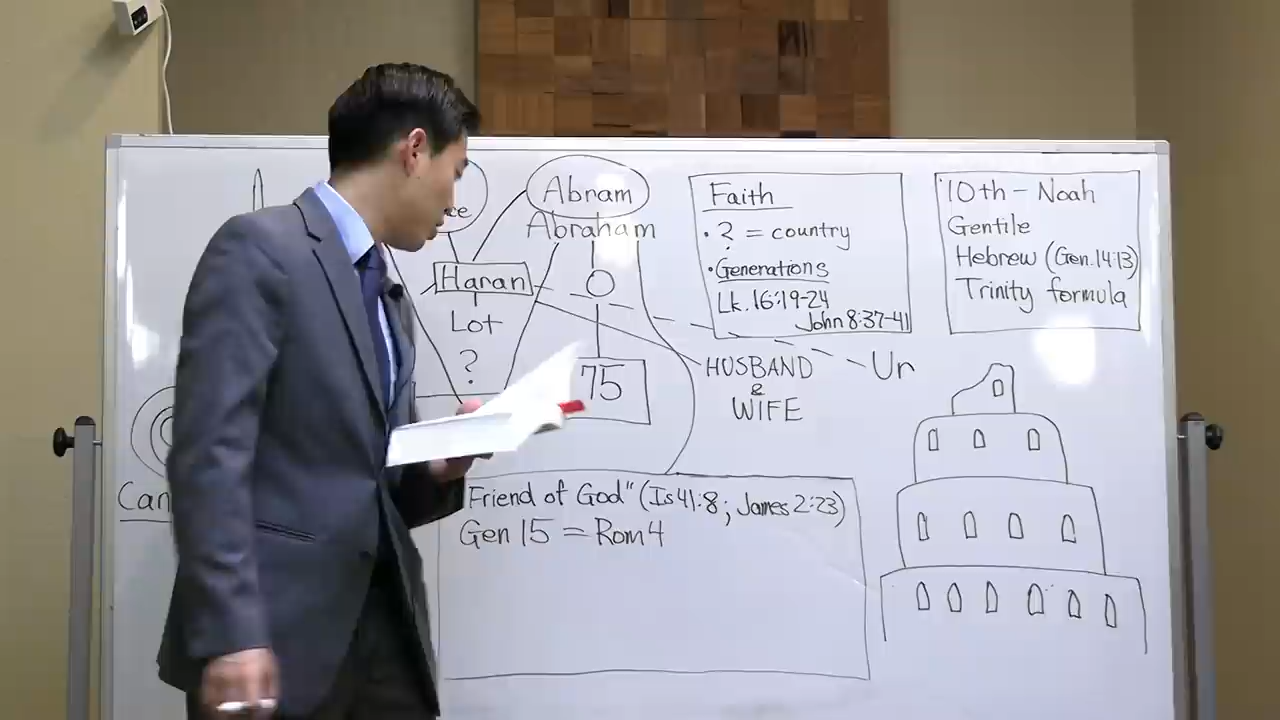 Abram
Abraham
Haran
Lot
?
75
Faith
· ? = country
· Generations
Lk. 16:19-24
John 8:37-41
10th - Noah
Gentile
Hebrew (Gen. 14:13)
Trinity formula
HUSBAND
&
WIFE
Ur
Friend of God" (Is 41:8; James 2:23)
Gen 15 = Rom 4